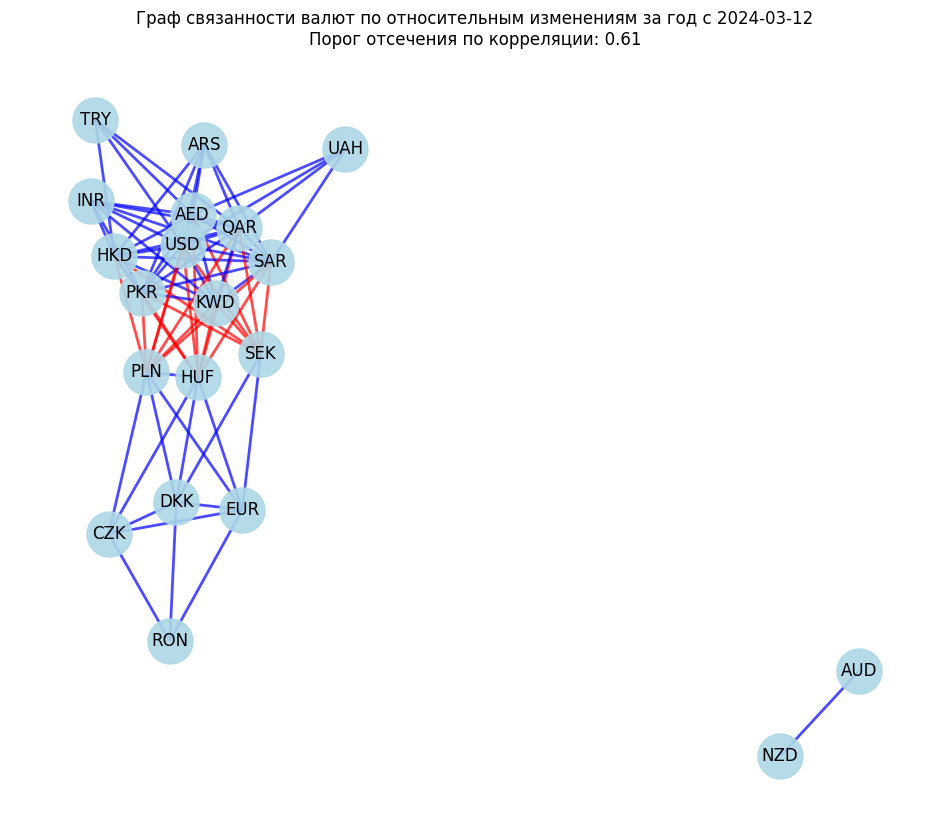 Граф связанности валют по относительным изменениям за год с 2024-03-12
Порог отсечения по корреляции: 0.61
TRY
ARS
UAH
INR
AED
QAR
USD
HKD
SAR
PKR
KWD
SEK
PLN
HUF
DKK
EUR
CZK
RON
AUD
NZD